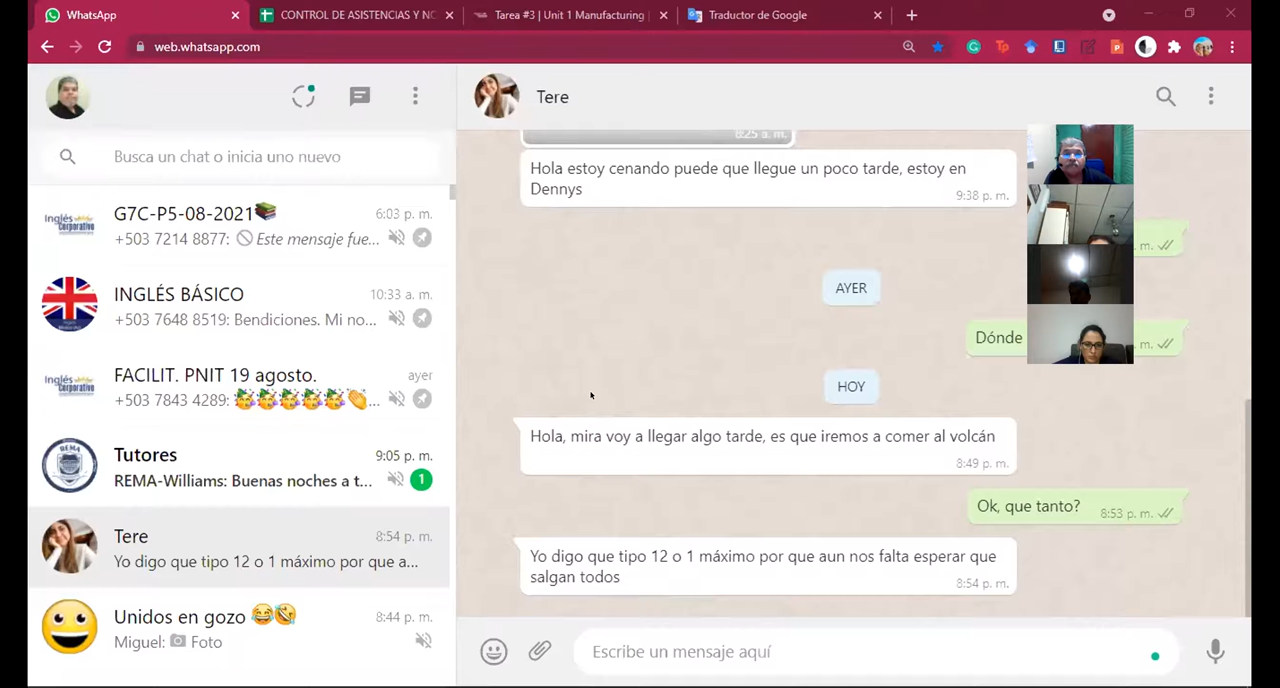 WhatsApp
CONTROL DE ASISTENCIAS Y NO
Tarea #3 | Unit 1 Manufacturing
Traductor de Google
web.whatsapp.com
Tere
Busca un chat o inicia uno nuevo
G7C-P5-08-2021📚
6:03 p. m.
Inglés Corporativo
+503 7214 8877: Este mensaje fue...
INGLÉS BÁSICO
10:33 a. m.
+503 7648 8519: Bendiciones. Mi no...
FACILIT. PNIT 19 agosto.
ayer
Inglés Corporativo
+503 7843 4289: 🥳🥳🥳🥳🥳👏...
Tutores
9:05 p. m.
REMA
REMA-Williams: Buenas noches a t...
1
Tere
8:54 p. m.
Yo digo que tipo 12 o 1 máximo por que a...
Unidos en gozo 😂🤣
8:44 p. m.
Miguel: Foto
8:25 a. m.
Hola estoy cenando puede que llegue un poco tarde, estoy en
Dennys
9:38 p. m.
m.
AYER
Dónde
m.
HOY
Hola, mira voy a llegar algo tarde, es que iremos a comer al volcán
8:49 p. m.
Ok, que tanto?
8:53 p. m.
Yo digo que tipo 12 o 1 máximo por que aun nos falta esperar que
salgan todos
8:54 p. m.
Escribe un mensaje aquí